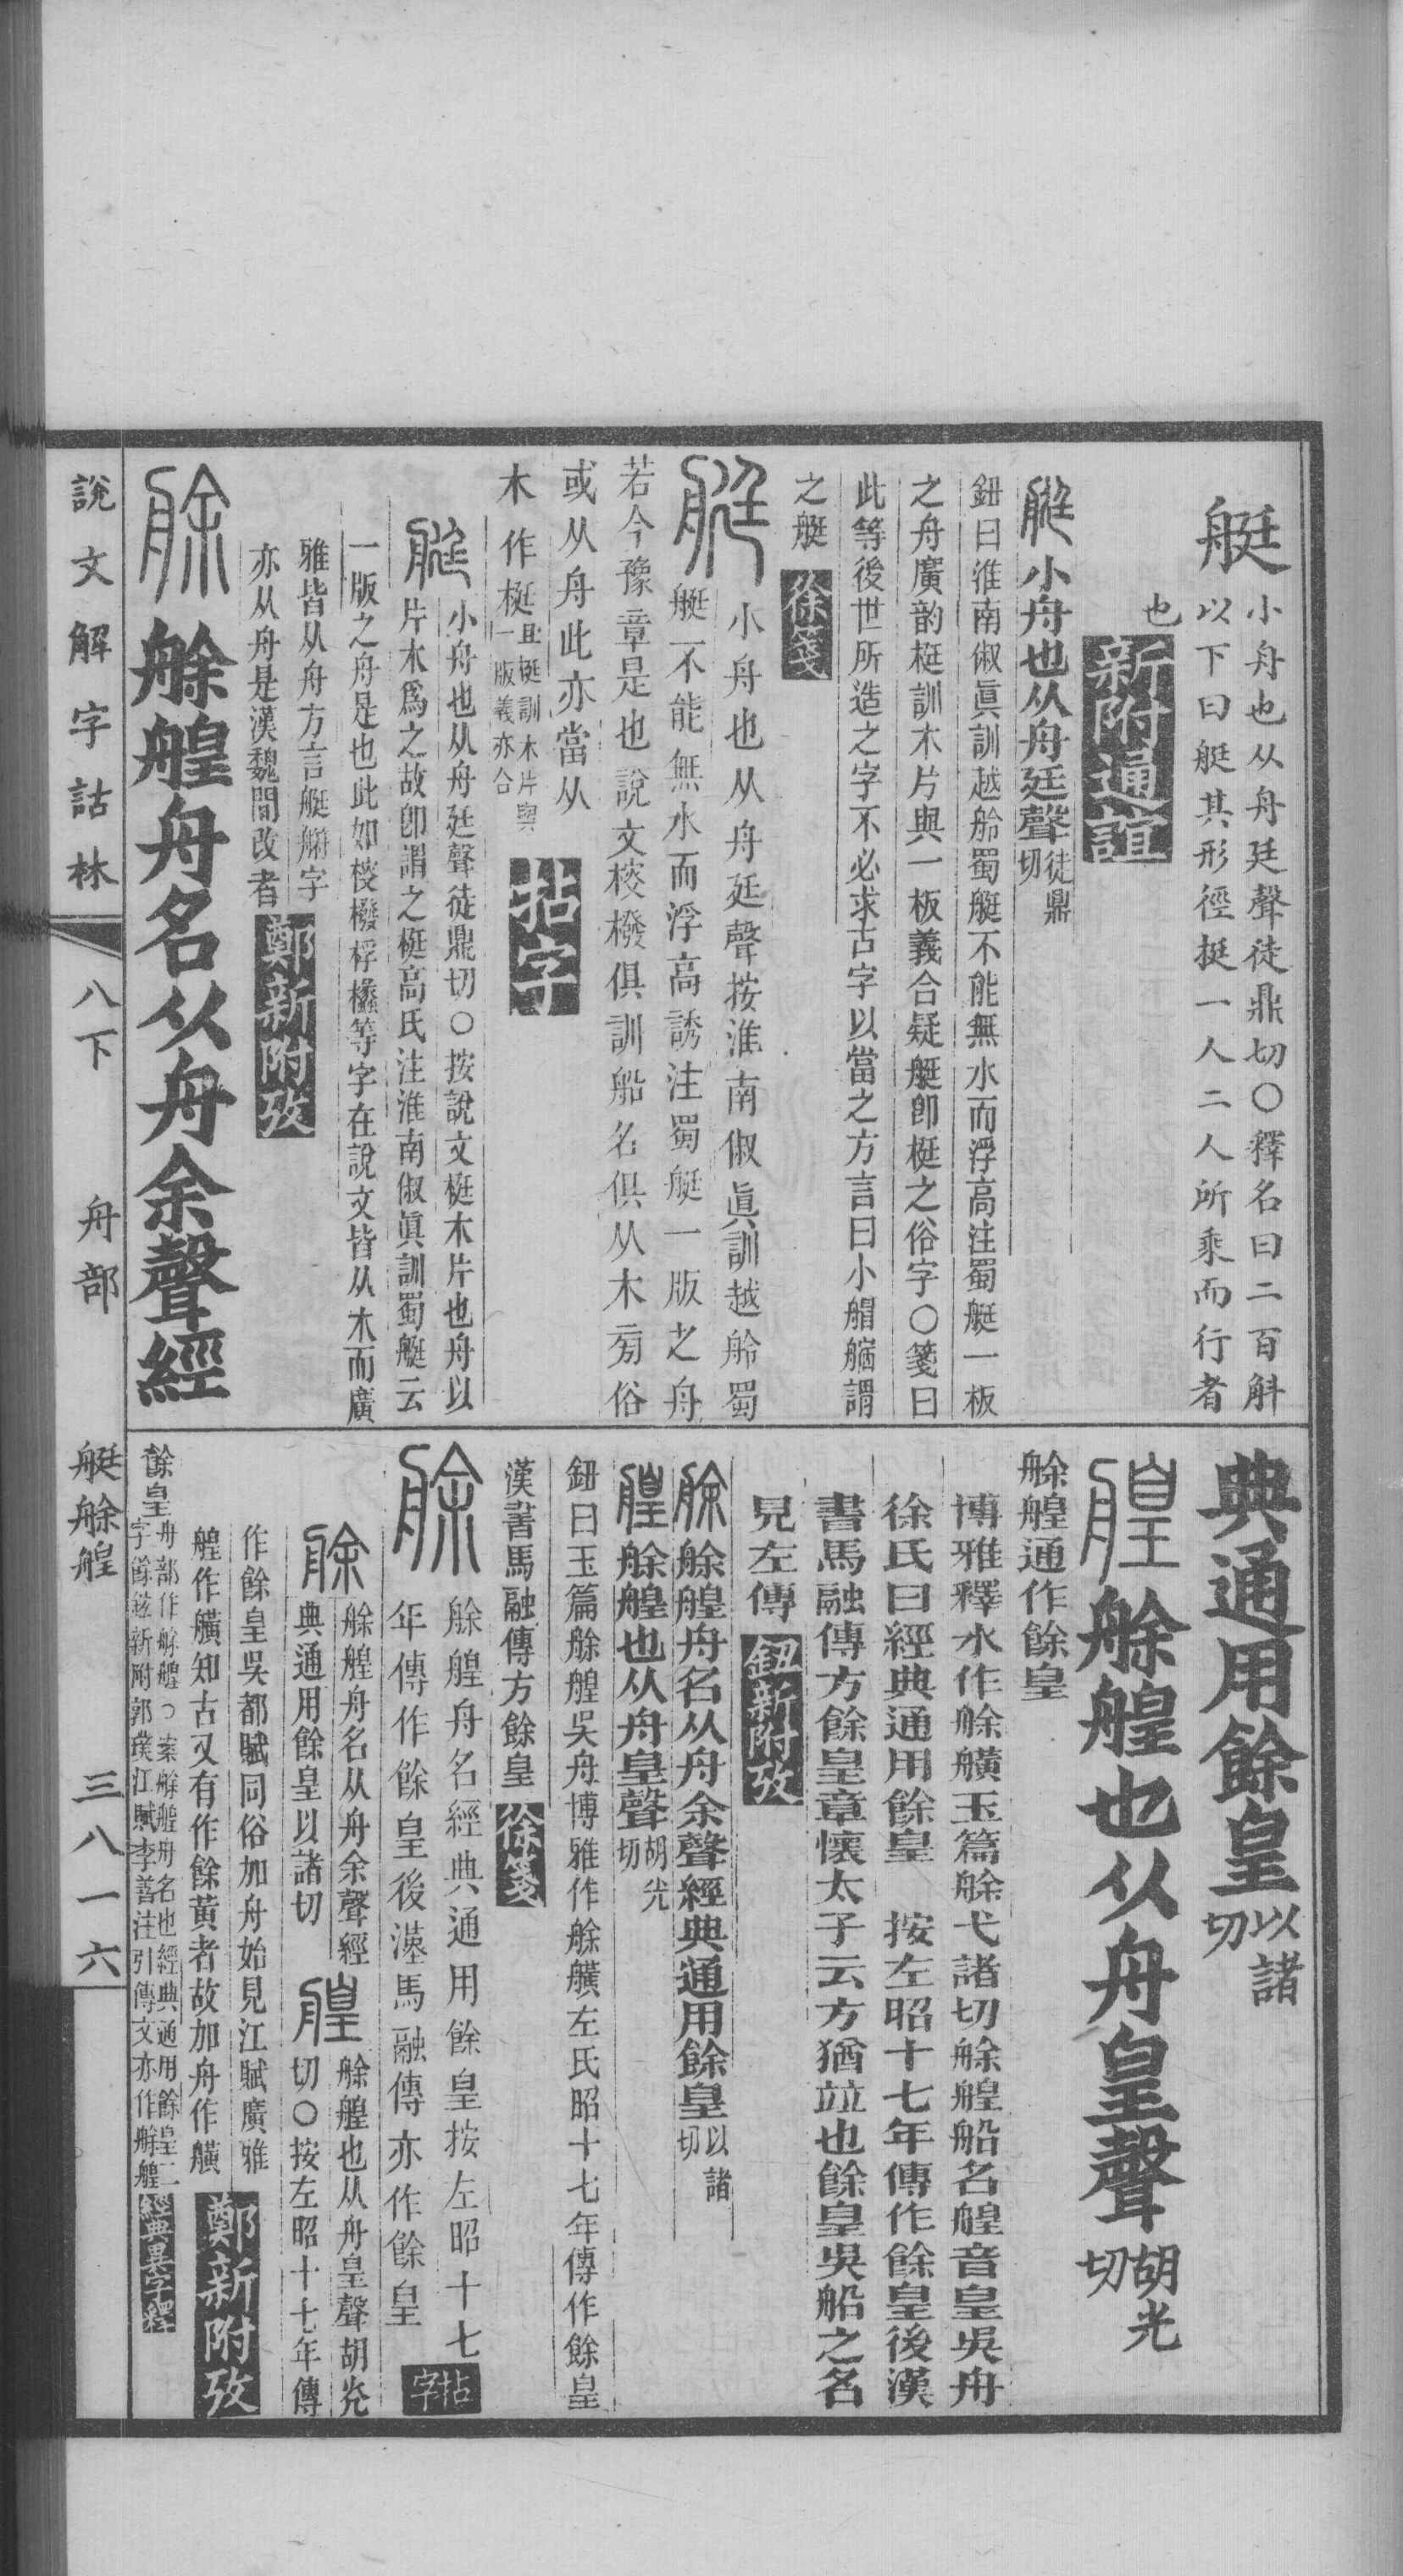 艇小舟也从舟廷聲徒鼎切〇釋名曰二百斛
以下曰艇其形徑挺一人二人所乘而行者
也新附通誼
小舟也从舟廷聲徒鼎切
鈕曰淮南俶眞訓越舲蜀艇不能無水而浮高注蜀艇一板
之舟廣韵梃訓木片與一板義合疑艇卽梃之俗字〇箋曰
此等後世所造之字不必求古字以當之方言曰小艒䑿謂
之艇徐箋
小舟也从舟廷聲按淮南俶眞訓越舲蜀
艇不能無水而浮高誘注蜀艇一版之舟
若今豫章是也說文桜橃俱訓船名俱从木㫄俗
或从舟此亦當从
木作梃且梃訓木片與一版義亦合拈字
小舟也从舟廷聲徒鼎切〇按說文梃木片也舟以
片木爲之故卽謂之梃高氏注淮南俶眞訓蜀艇云
一版之舟是也此如桜橃桴欚等字在說文皆从木而廣
雅皆从舟方言艇艄字
亦从舟是漢魏閒改者鄭新附攷
艅艎舟名从舟余聲經
典通用餘皇以諸切
艅艎也从舟皇聲胡光切
艅艎通作餘皇
博雅釋水作艅䑱玉篇艅弋諸切艅艎船名艎音皇吳舟
徐氏曰經典通用餘皇 按左昭十七年傳作餘皇後漢
書馬融傳方餘皇章懷太子云方猶竝也餘皇吳船之名
見左傳鈕新附攷
艅艎舟名从舟余聲經典通用餘皇以諸切
艅艎也从舟皇聲胡光切
鈕曰玉篇艅艎吳舟博雅作艅䑱左氏昭十七年傳作餘皇
漢書馬融傳方餘皇徐箋
艅艎舟名經典通用餘皇按左昭十七
年傳作餘皇後漢馬融傳亦作餘皇拈字
艅艎舟名从舟余聲經
典通用餘皇以諸切
艅艎也从舟皇聲胡光
切〇按左昭十七年傳
作餘皇吳都賦同俗加舟始見江賦廣雅
艎作䑱知古又有作餘黃者故加舟作䑱鄭新附攷
餘皇舟部作艅艎〇案艅艎舟名也經典通用餘皇二
字僞竝新附郭璞江賦李善注引傳文亦作艅艎經典異字釋
說文解字詁林 八下 舟部 艇艅艎 三八一六